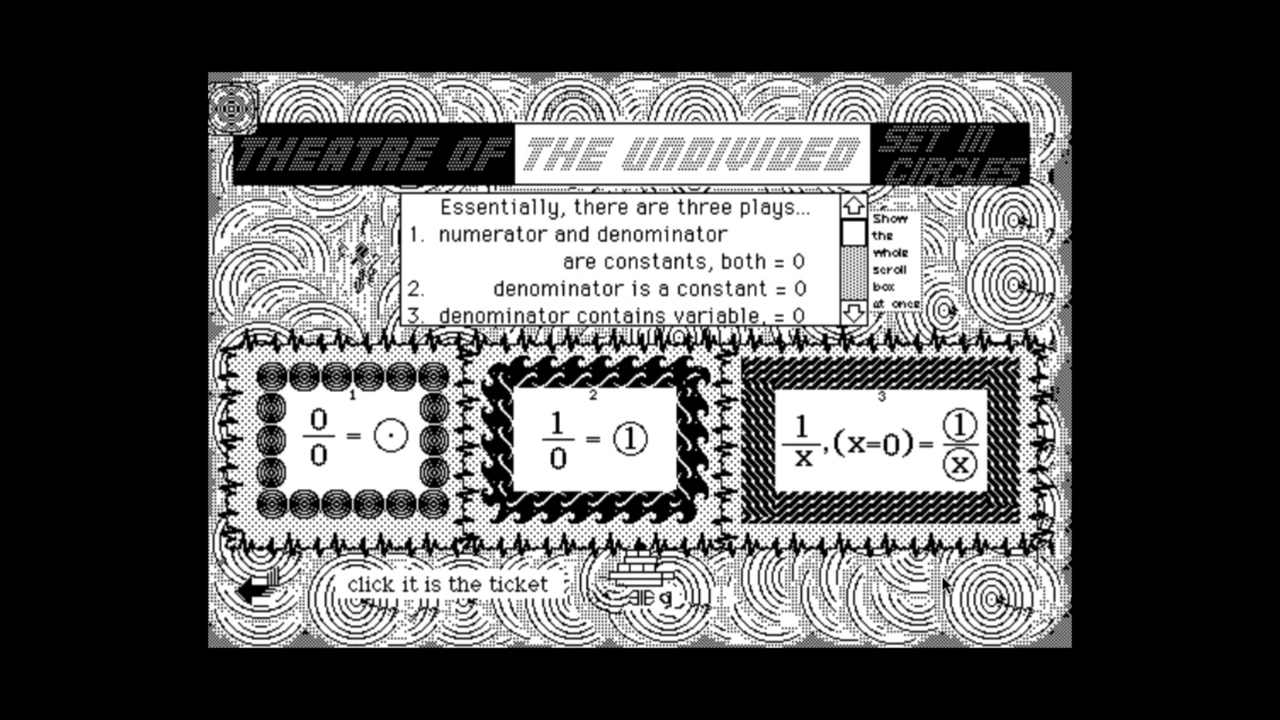 THEATRE OF THE UNDIVIDED SET IN CIRCLES
Essentially, there are three plays...
1. numerator and denominator
are constants, both = 0
2. denominator is a constant = 0
3. denominator contains variable, = 0
Show
the
whole
scroll
box
at once
1
0/0 = ⊙
2
1/0 = ①
3
1/x, (x=0) = ①/ⓧ
click it is the ticket